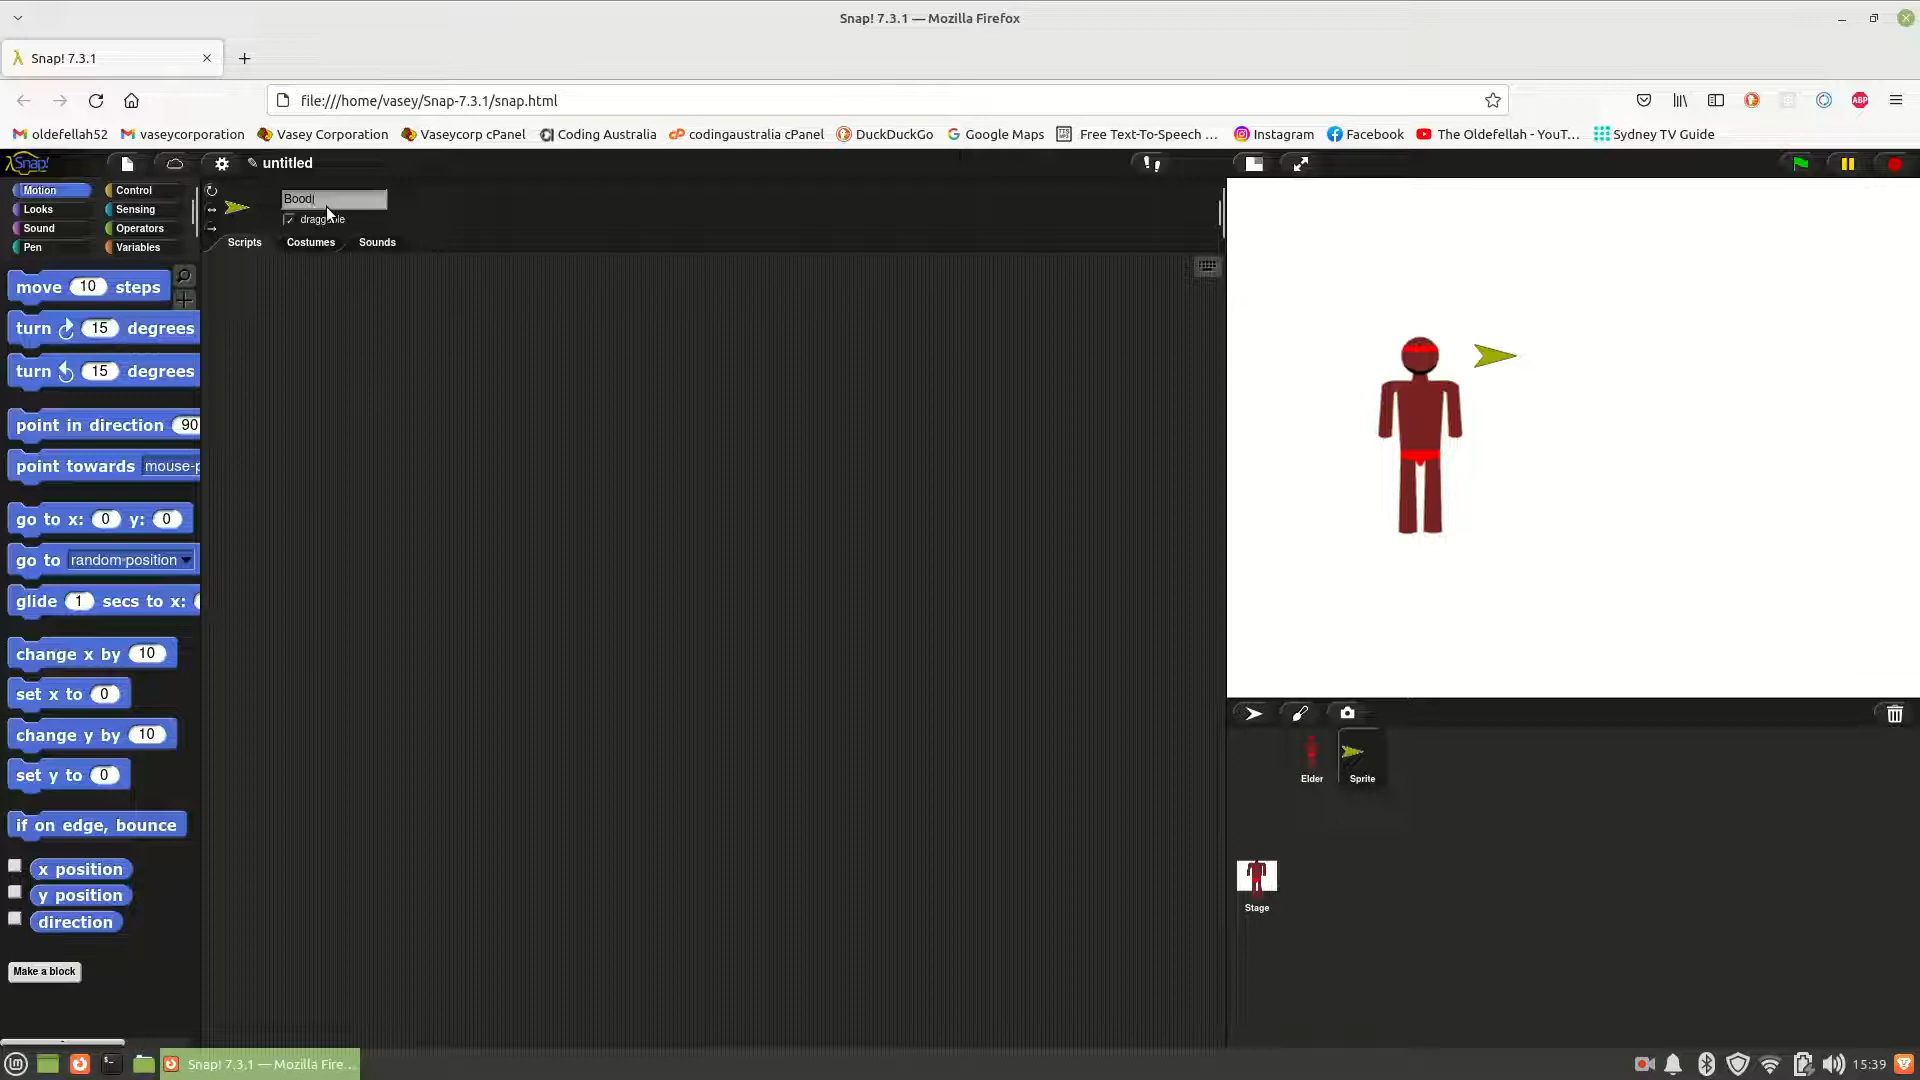 Snap! 7.3.1 — Mozilla Firefox
Snap! 7.3.1
file:///home/vasey/Snap-7.3.1/snap.html
oldefellah52 vaseycorporation Vasey Corporation Vaseycorp cPanel Coding Australia codingaustralia cPanel DuckDuckGo Google Maps Free Text-To-Speech ... Instagram Facebook The Oldefellah - YouT... Sydney TV Guide
Snap! untitled
Motion Control
Looks Sensing
Sound Operators
Pen Variables
Bood
Scripts Costumes Sounds
move 10 steps
turn 15 degrees
turn 15 degrees
point in direction 90
point towards mouse-p
go to x: 0 y: 0
go to random position
glide 1 secs to x:
change x by 10
set x to 0
change y by 10
set y to 0
if on edge, bounce
x position
y position
direction
Make a block
Elder Sprite
Stage
Snap! 7.3.1 — Mozilla Fire...
15:39